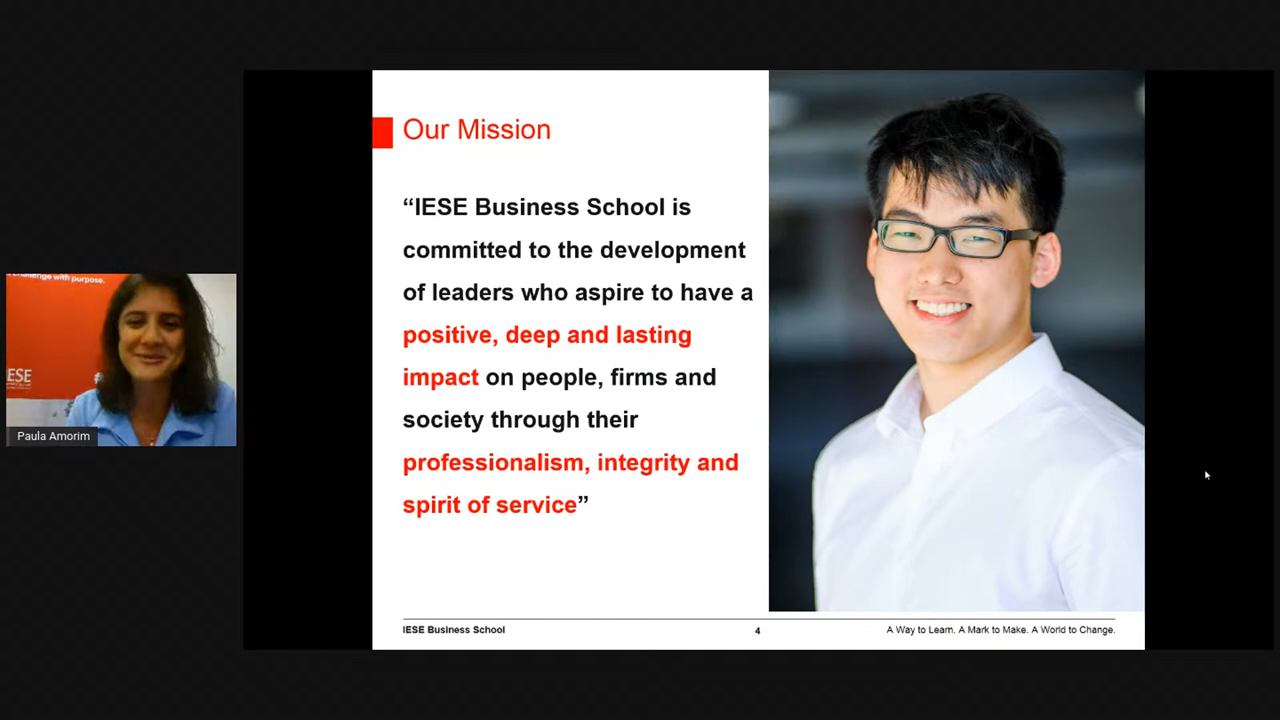 Our Mission
“IESE Business School is
committed to the development
of leaders who aspire to have a
positive, deep and lasting
impact on people, firms and
society through their
professionalism, integrity and
spirit of service”
IESE Business School
4
A Way to Learn. A Mark to Make. A World to Change.
challenge with purpose.
Paula Amorim